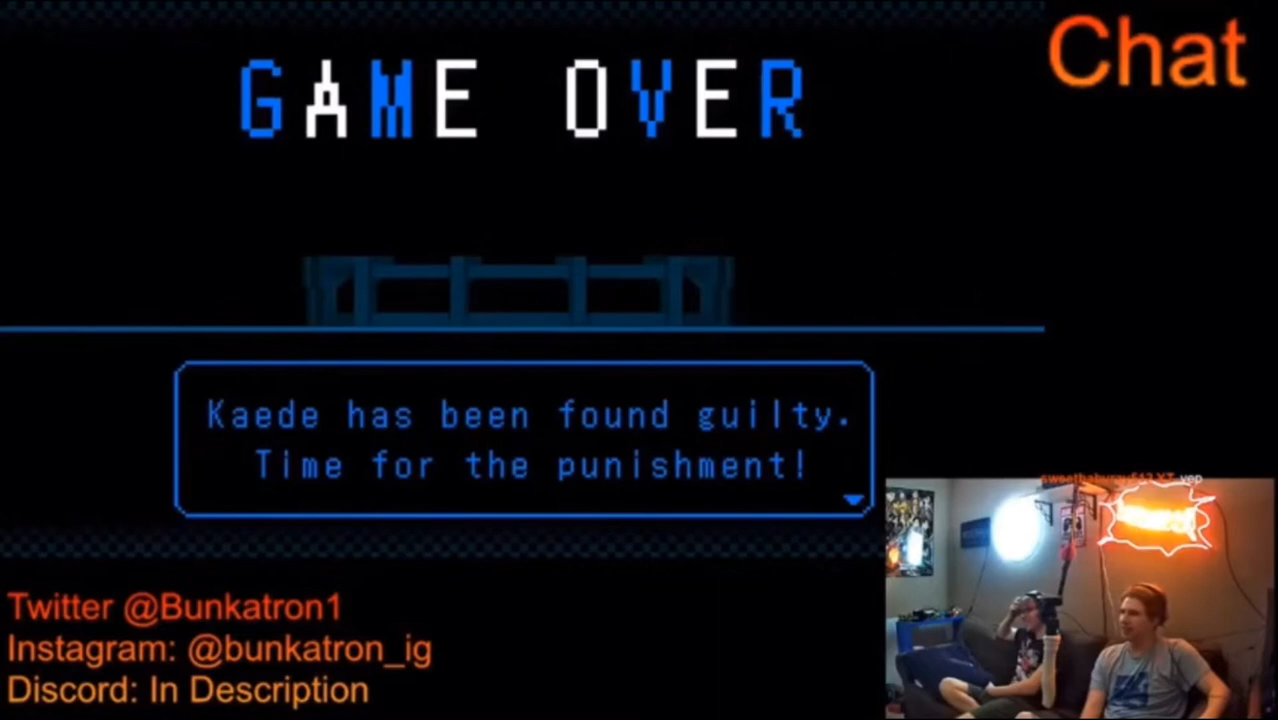 GAME OVER
Chat
Kaede has been found guilty.
Time for the punishment!
yep
Twitter @Bunkatron1
Instagram: @bunkatron_ig
Discord: In Description